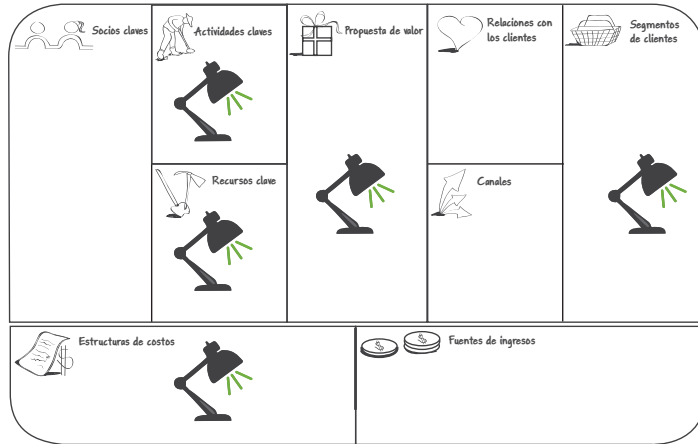 Socios claves
Actividades claves
Propuesta de valor
Relaciones con
los clientes
Segmentos
de clientes
Recursos clave
Canales
Estructuras de costos
Fuentes de ingresos
$
$